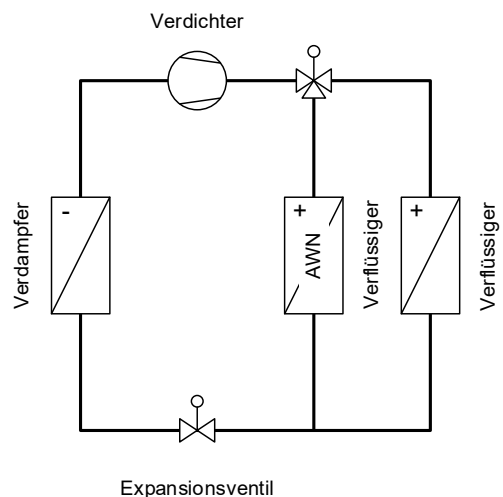 Verdichter
Verdampfer
-
+
AWN
Verflüssiger
+
Verflüssiger
Expansionsventil